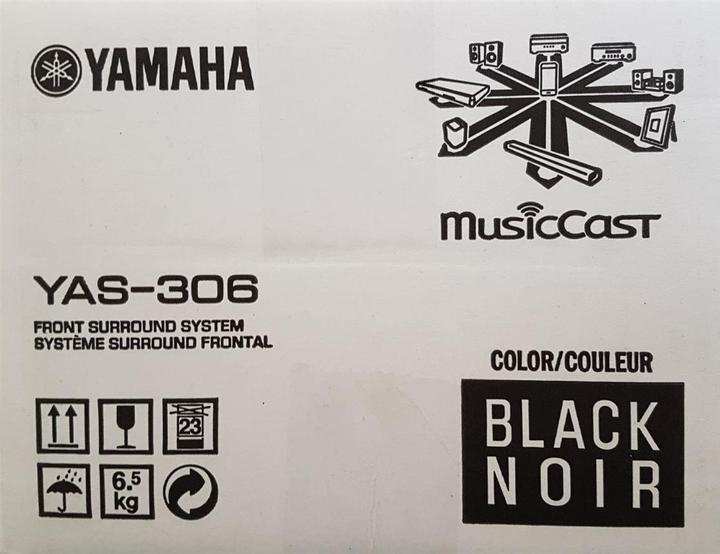 YAMAHA
MusicCast
YAS-306
FRONT SURROUND SYSTEM
SYSTÈME SURROUND FRONTAL
COLOR/COULEUR
BLACK
NOIR
23
6.5
kg